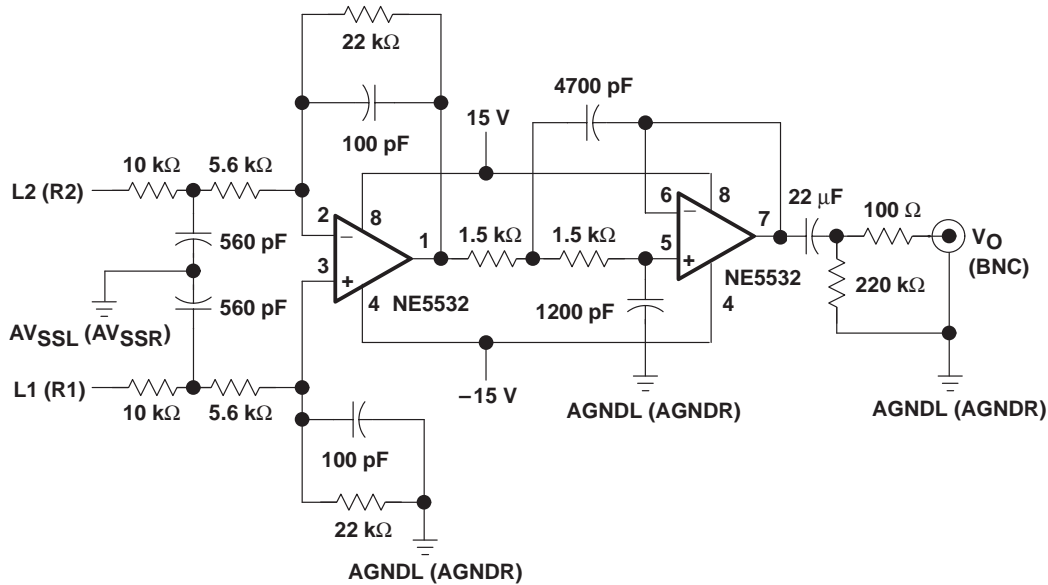 22 kΩ
4700 pF
100 pF
15 V
10 kΩ
5.6 kΩ
L2 (R2)
2
8
6
8
22 μF
560 pF
1
1.5 kΩ
1.5 kΩ
5
7
100 Ω
VO
(BNC)
3
560 pF
4
NE5532
NE5532
4
220 kΩ
1200 pF
AVSSL (AVSSR)
L1 (R1)
10 kΩ
5.6 kΩ
–15 V
AGNDL (AGNDR)
AGNDL (AGNDR)
100 pF
22 kΩ
AGNDL (AGNDR)